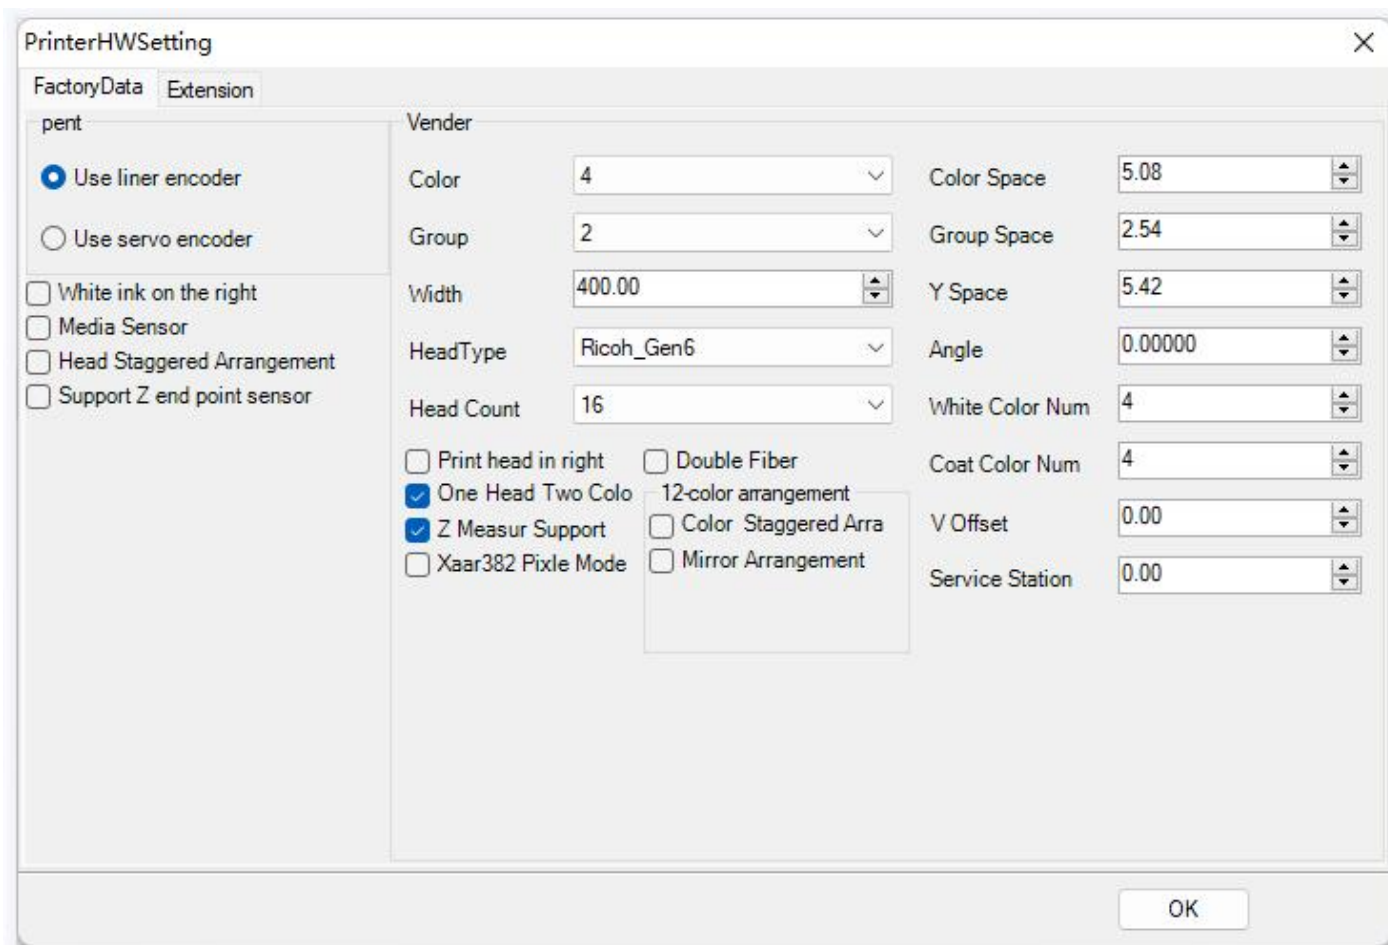 PrinterHWSetting
FactoryData Extension
pent
Use liner encoder
Use servo encoder
White ink on the right
Media Sensor
Head Staggered Arrangement
Support Z end point sensor
Vender
Color 4
Group 2
Width 400.00
HeadType Ricoh_Gen6
Head Count 16
Print head in right Double Fiber
One Head Two Colo
Z Measur Support
Xaar382 Pixle Mode
12-color arrangement
Color Staggered Arra
Mirror Arrangement
Color Space 5.08
Group Space 2.54
Y Space 5.42
Angle 0.00000
White Color Num 4
Coat Color Num 4
V Offset 0.00
Service Station 0.00
OK